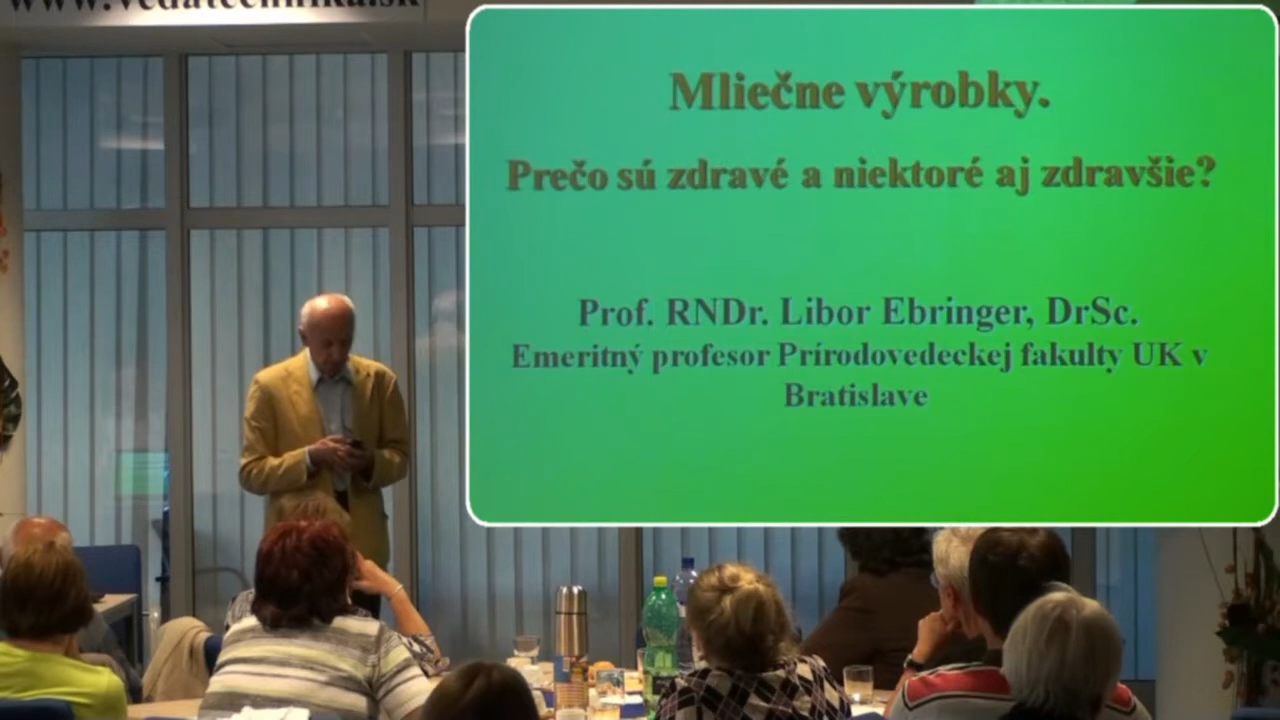 www.vedatechnika.sk
Mliečne výrobky.
Prečo sú zdravé a niektoré aj zdravšie?
Prof. RNDr. Libor Ebringer, DrSc.
Emeritný profesor Prírodovedeckej fakulty UK v
Bratislave